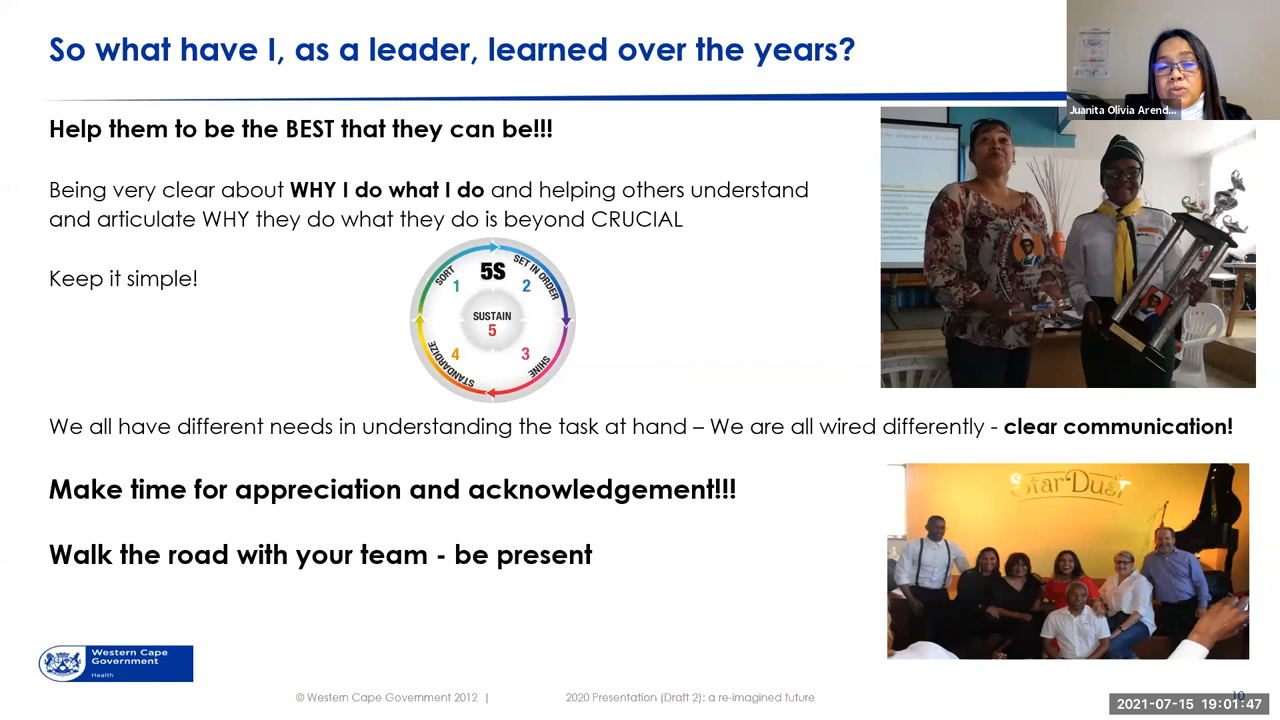 So what have I, as a leader, learned over the years?
Juanita Olivia Arend...
Help them to be the BEST that they can be!!!
Being very clear about WHY I do what I do and helping others understand
and articulate WHY they do what they do is beyond CRUCIAL
Keep it simple!
5S
SORT
1
SET IN ORDER
2
SUSTAIN
5
4
STANDARDIZE
3
SHINE
We all have different needs in understanding the task at hand – We are all wired differently - clear communication!
Make time for appreciation and acknowledgement!!!
StarDust
Walk the road with your team - be present
Western Cape
Government
Health
© Western Cape Government 2012 |
2020 Presentation (Draft 2): a re-imagined future
10
2021-07-15 19:01:47